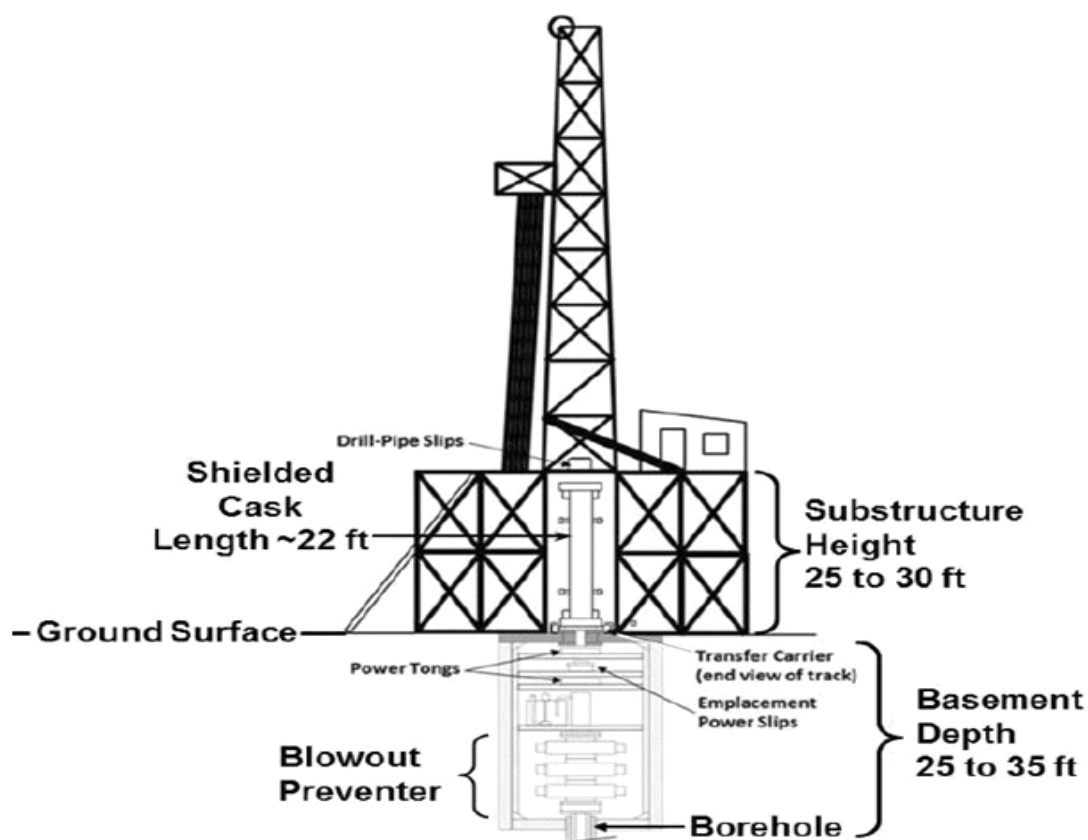 Drill-Pipe Slips
Shielded
Cask
Length ~22 ft
Substructure
Height
25 to 30 ft
Ground Surface
Power Tongs
Transfer Carrier
(end view of track)
Emplacement
Power Slips
Basement
Depth
25 to 35 ft
Blowout
Preventer
Borehole